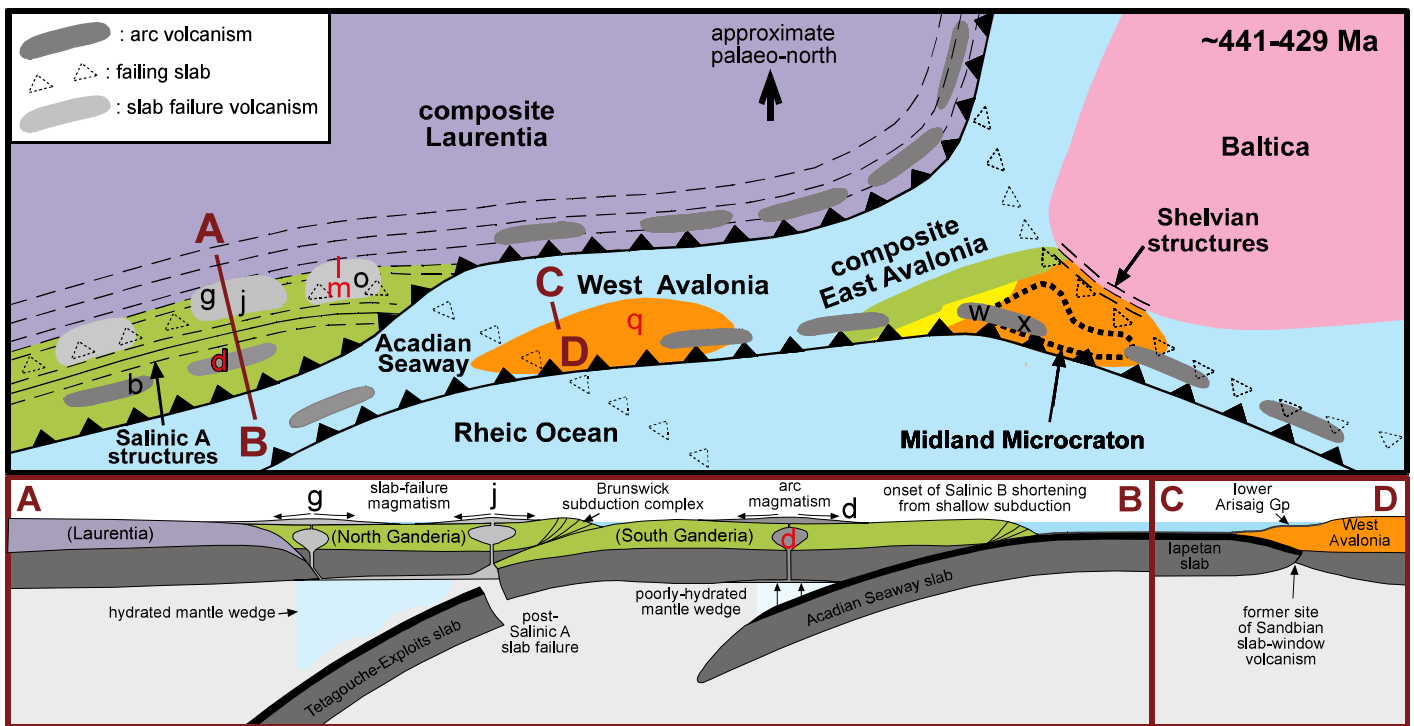 : arc volcanism
: failing slab
: slab failure volcanism
approximate
palaeo-north
~441-429 Ma
composite
Laurentia
Baltica
Shelvian
structures
A
g
j
l
m
o
C
West Avalonia
composite
East Avalonia
q
w
x
D
Acadian
Seaway
d
b
B
Salinic A
structures
Rheic Ocean
Midland Microcraton
A
g
slab-failure
magmatism
j
Brunswick
subduction complex
arc
magmatism
d
onset of Salinic B shortening
from shallow subduction
B
C
lower
Arisaig Gp
D
(Laurentia)
(North Ganderia)
(South Ganderia)
d
West
Avalonia
Iapetan
slab
hydrated mantle wedge
Tetagouche-Exploits slab
post-
Salinic A
slab failure
poorly-hydrated
mantle wedge
Acadian Seaway slab
former site
of Sandbian
slab-window
volcanism